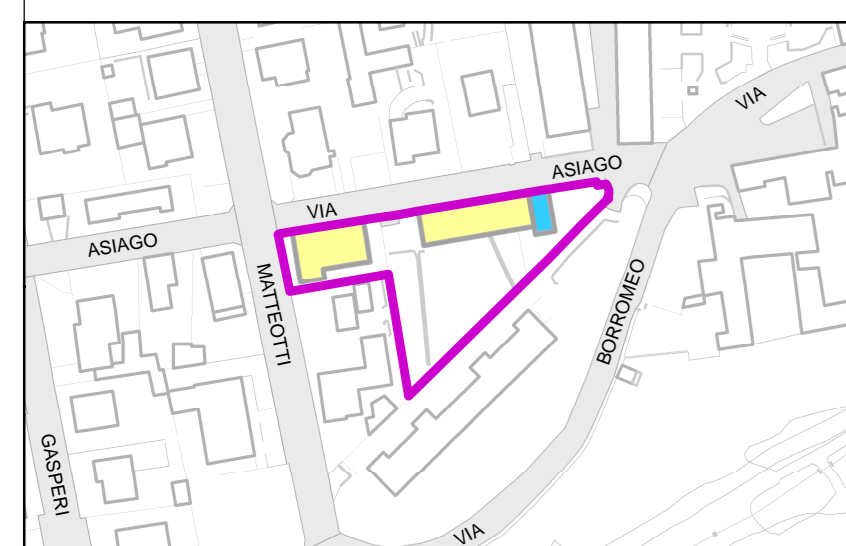 VIA
ASIAGO
VIA
ASIAGO
MATTEOTTI
BORROMEO
GASPERI
VIA